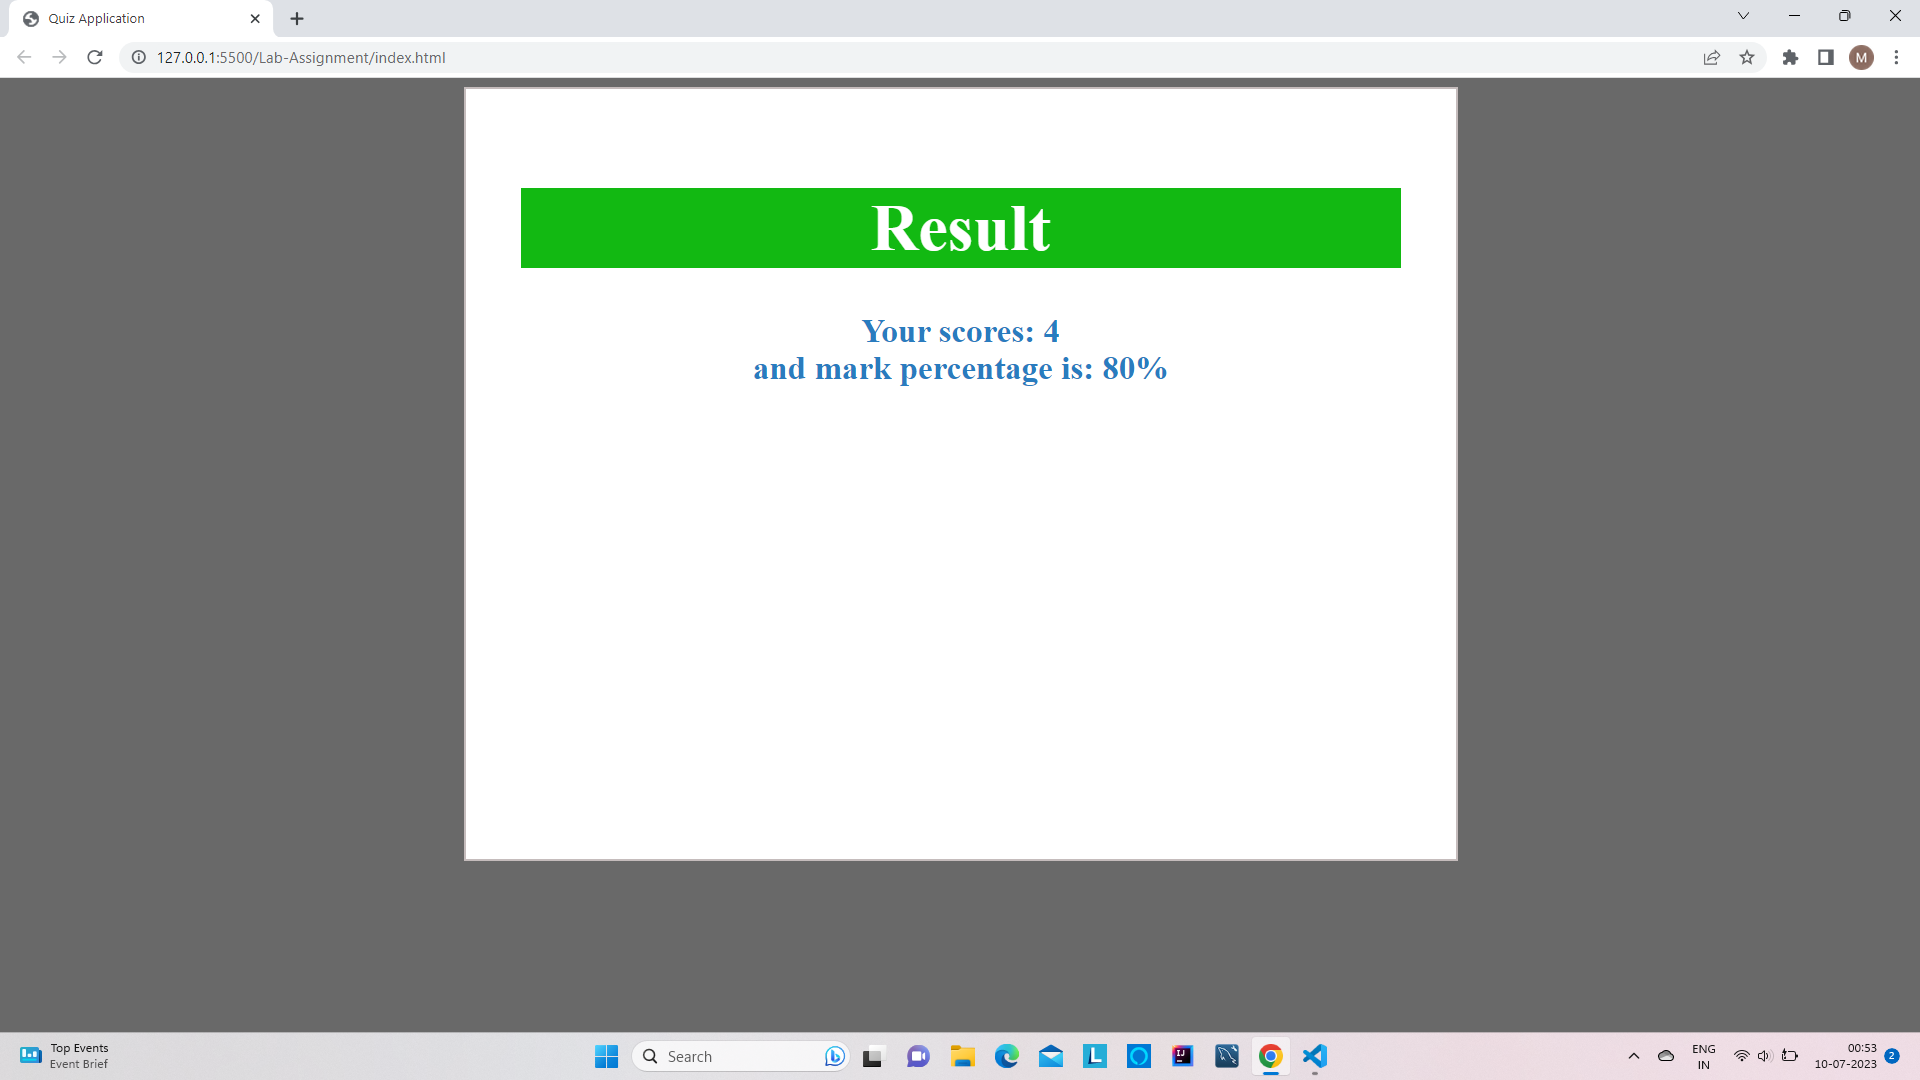 Quiz Application
127.0.0.1:5500/Lab-Assignment/index.html
M
Result
Your scores: 4
and mark percentage is: 80%
Top Events
Event Brief
Search
L
IJ
ENG
IN
00:53
10-07-2023
2